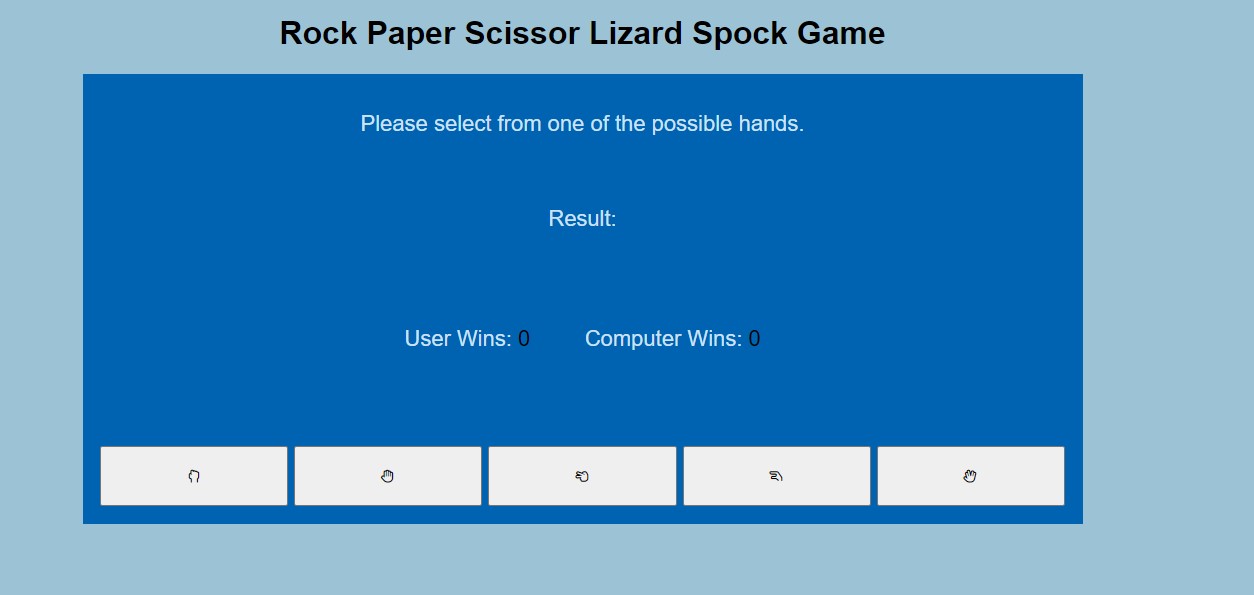 Rock Paper Scissor Lizard Spock Game
Please select from one of the possible hands.
Result:
User Wins: 0 Computer Wins: 0